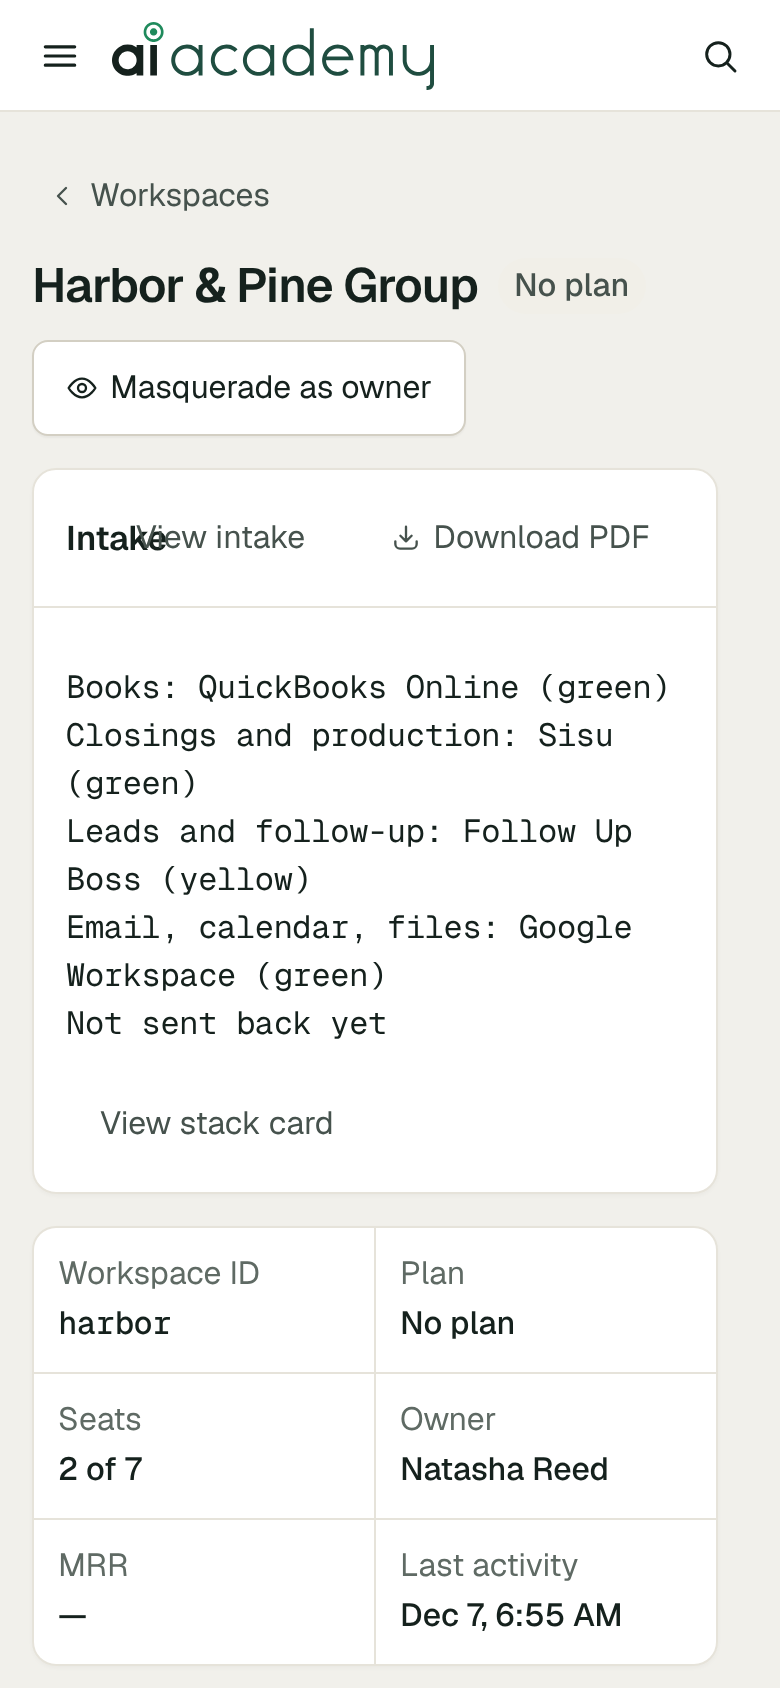 ai academy
Workspaces
Harbor & Pine Group No plan
Masquerade as owner
Intake View intake Download PDF
Books: QuickBooks Online (green)
Closings and production: Sisu
(green)
Leads and follow-up: Follow Up
Boss (yellow)
Email, calendar, files: Google
Workspace (green)
Not sent back yet
View stack card
Workspace ID Plan
harbor No plan
Seats Owner
2 of 7 Natasha Reed
MRR Last activity
— Dec 7, 6:55 AM